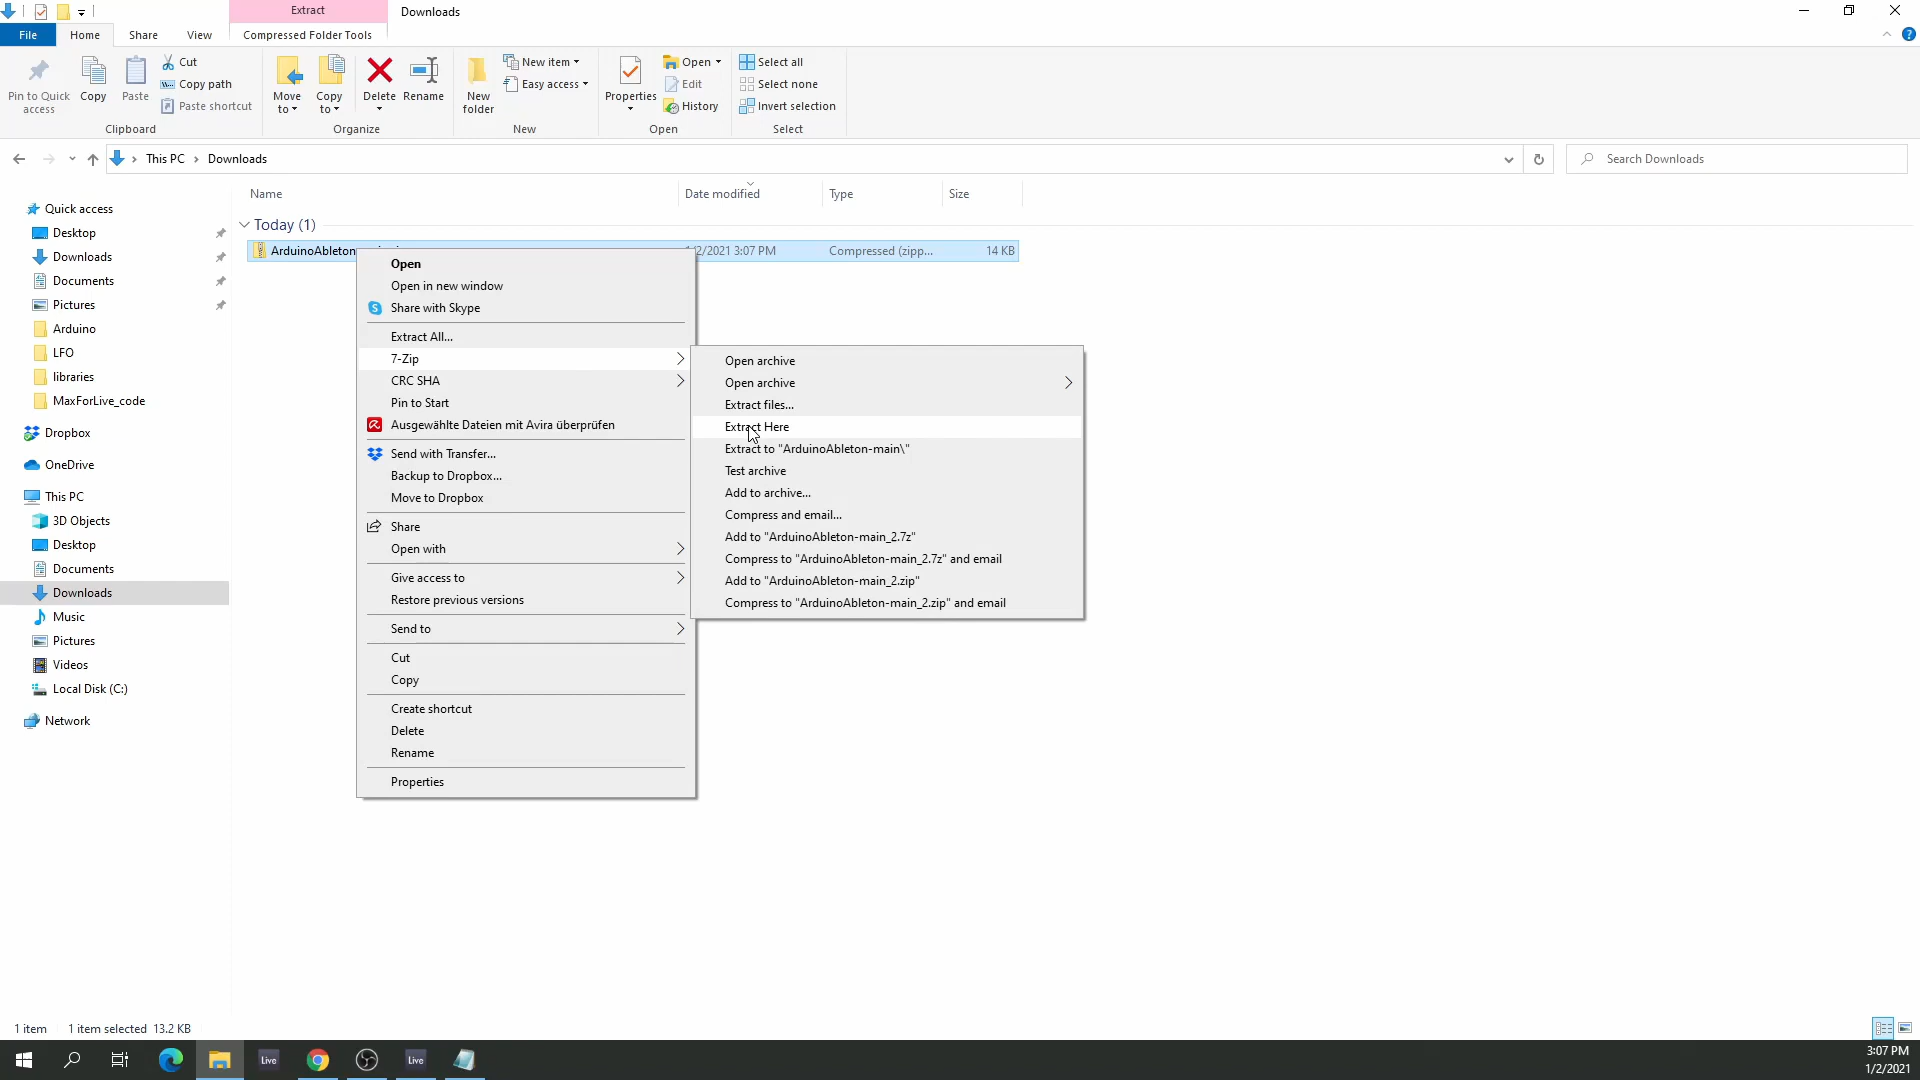 Extract
Downloads
File
Home
Share
View
Compressed Folder Tools
Pin to Quick access
Copy
Paste
Cut
Copy path
Paste shortcut
Clipboard
Move to
Copy to
Delete
Rename
Organize
New folder
New item
Easy access
New
Properties
Open
Edit
History
Open
Select all
Select none
Invert selection
Select
This PC
Downloads
Search Downloads
Name
Date modified
Type
Size
Quick access
Desktop
Downloads
Documents
Pictures
Arduino
LFO
libraries
MaxForLive_code
Dropbox
OneDrive
This PC
3D Objects
Desktop
Documents
Downloads
Music
Pictures
Videos
Local Disk (C:)
Network
Today (1)
ArduinoAbleton
/2/2021 3:07 PM
Compressed (zipp...
14 KB
Open
Open in new window
Share with Skype
Extract All...
7-Zip
CRC SHA
Pin to Start
Ausgewählte Dateien mit Avira überprüfen
Send with Transfer...
Backup to Dropbox...
Move to Dropbox
Share
Open with
Give access to
Restore previous versions
Send to
Cut
Copy
Create shortcut
Delete
Rename
Properties
Open archive
Open archive
Extract files...
Extract Here
Extract to "ArduinoAbleton-main\"
Test archive
Add to archive...
Compress and email...
Add to "ArduinoAbleton-main_2.7z"
Compress to "ArduinoAbleton-main_2.7z" and email
Add to "ArduinoAbleton-main_2.zip"
Compress to "ArduinoAbleton-main_2.zip" and email
1 item
1 item selected 13.2 KB
Live
Live
3:07 PM
1/2/2021